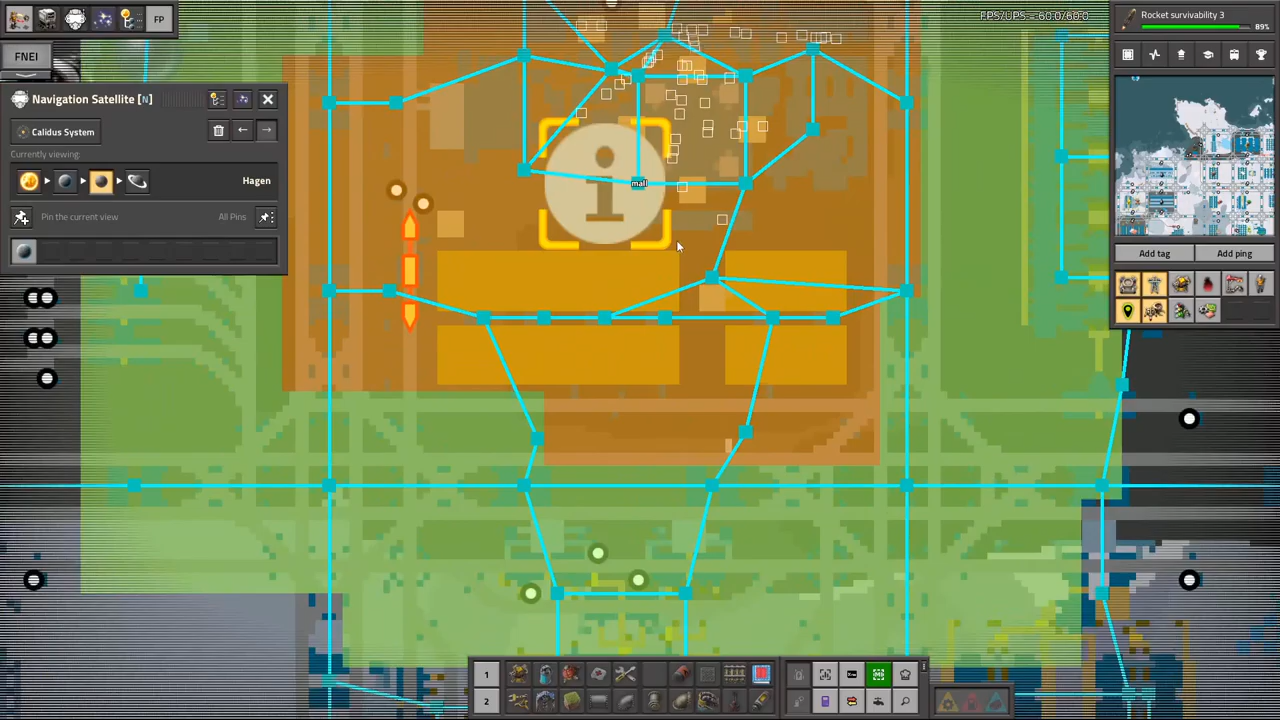 FP
FPS/UPS = 60.0/60.0
Rocket survivability 3
89%
FNEI
Navigation Satellite [N]
Calidus System
Currently viewing:
Hagen
Pin the current view
All Pins
mall
Add tag
Add ping
1
2